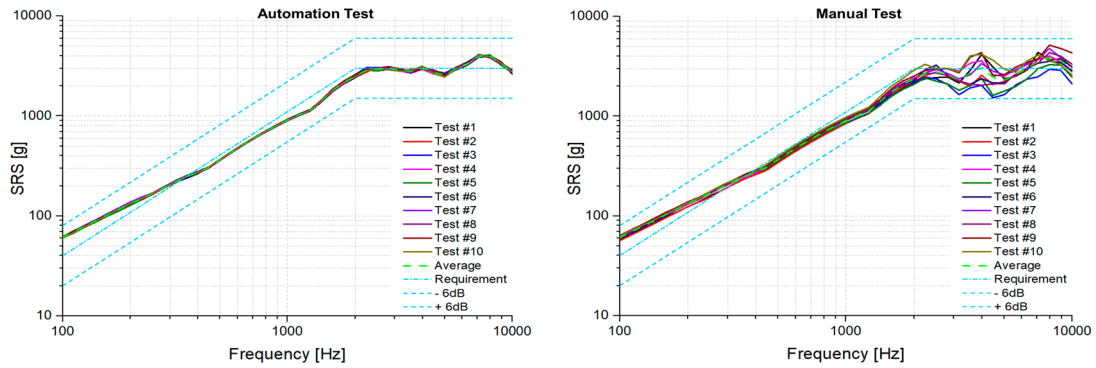 Automation Test
10000
1000
100
10
SRS [g]
100
1000
10000
Frequency [Hz]
Test #1
Test #2
Test #3
Test #4
Test #5
Test #6
Test #7
Test #8
Test #9
Test #10
Average
Requirement
- 6dB
+ 6dB
Manual Test
10000
1000
100
10
SRS [g]
100
1000
10000
Frequency [Hz]
Test #1
Test #2
Test #3
Test #4
Test #5
Test #6
Test #7
Test #8
Test #9
Test #10
Average
Requirement
- 6dB
+ 6dB